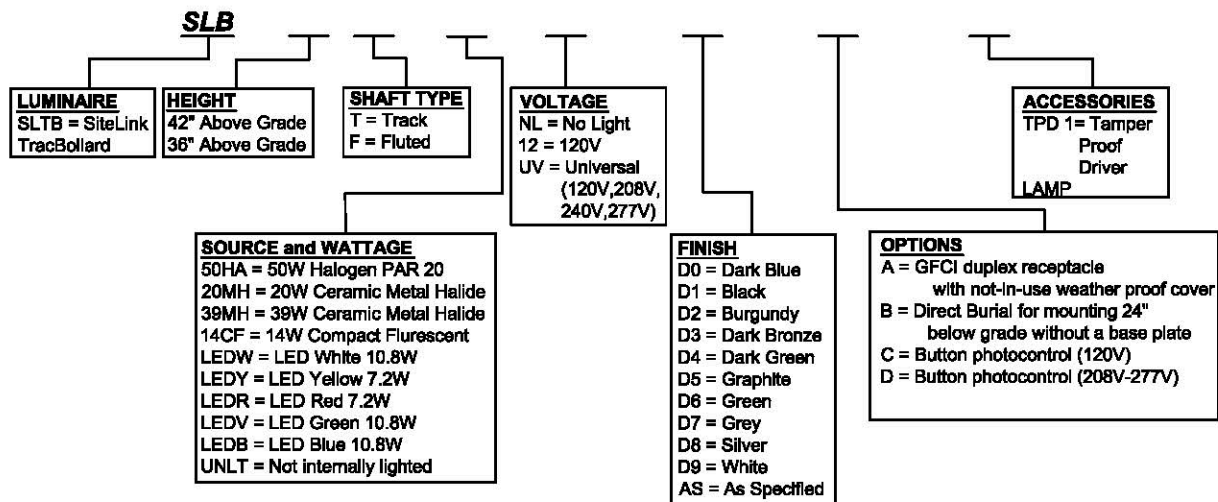 SLB
LUMINAIRE
SLTB = SiteLink
TracBollard
HEIGHT
42" Above Grade
36" Above Grade
SHAFT TYPE
T = Track
F = Fluted
VOLTAGE
NL = No Light
12 = 120V
UV = Universal
(120V,208V,
240V,277V)
ACCESSORIES
TPD 1= Tamper
Proof
Driver
LAMP
SOURCE and WATTAGE
50HA = 50W Halogen PAR 20
20MH = 20W Ceramic Metal Halide
39MH = 39W Ceramic Metal Halide
14CF = 14W Compact Flurescent
LEDW = LED White 10.8W
LEDY = LED Yellow 7.2W
LEDR = LED Red 7.2W
LEDV = LED Green 10.8W
LEDB = LED Blue 10.8W
UNLT = Not internally lighted
FINISH
D0 = Dark Blue
D1 = Black
D2 = Burgundy
D3 = Dark Bronze
D4 = Dark Green
D5 = Graphite
D6 = Green
D7 = Grey
D8 = Silver
D9 = White
AS = As Specified
OPTIONS
A = GFCI duplex receptacle
with not-in-use weather proof cover
B = Direct Burial for mounting 24"
below grade without a base plate
C = Button photocontrol (120V)
D = Button photocontrol (208V-277V)